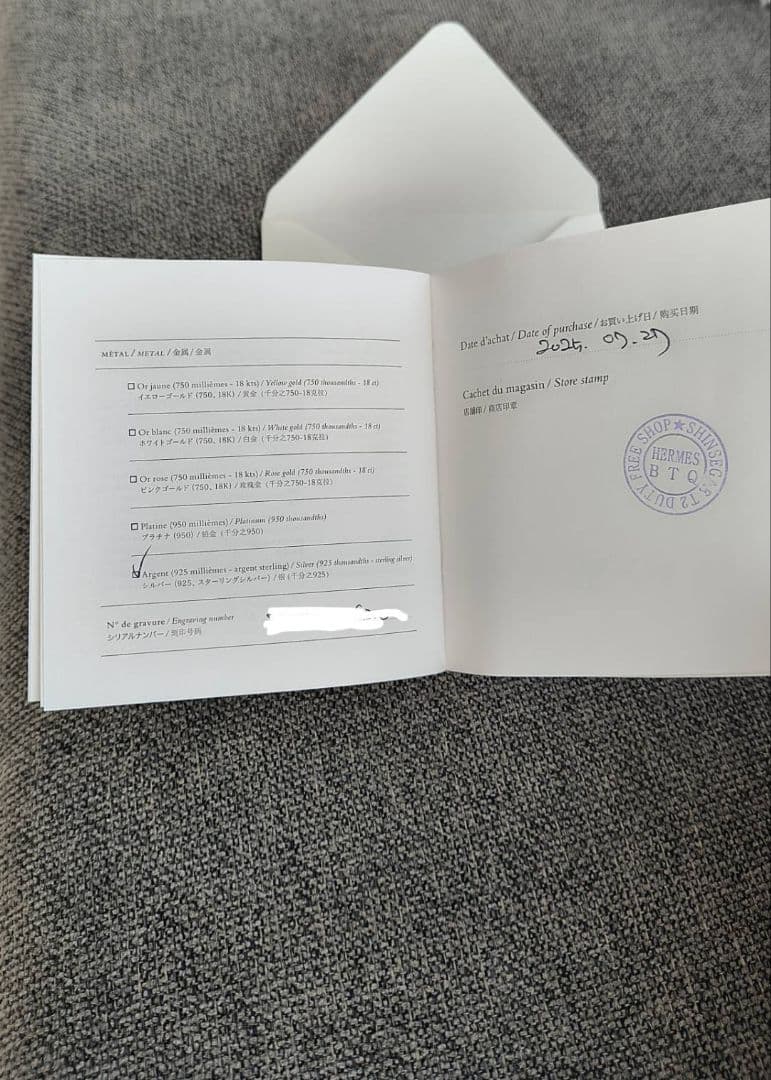 MÉTAL / METAL / 金属 / 金属
Or jaune (750 millièmes - 18 kts) / Yellow gold (750 thousandths - 18 ct)
イエローゴールド (750, 18K) / 黄金 (千分之750-18克拉)
Or blanc (750 millièmes - 18 kts) / White gold (750 thousandths - 18 ct)
ホワイトゴールド (750, 18K) / 白金 (千分之750-18克拉)
Or rose (750 millièmes - 18 kts) / Rose gold (750 thousandths - 18 ct)
ピンクゴールド (750, 18K) / 玫瑰金 (千分之750-18克拉)
Platine (950 millièmes) / Platinum (950 thousandths)
プラチナ (950) / 铂金 (千分之950)
Argent (925 millièmes - argent sterling) / Silver (925 thousandths - sterling silver)
シルバー (925, スターリングシルバー) / 银 (千分之925)
N° de gravure / Engraving number
シリアルナンバー / 刻印号码
Date d'achat / Date of purchase / お買い上げ日 / 购买日期
2025. 07. 27
Cachet du magasin / Store stamp
店舗印 / 商店印章
SHINSEG
T2 DUTY FREE SHOP★
HERMES
B T Q